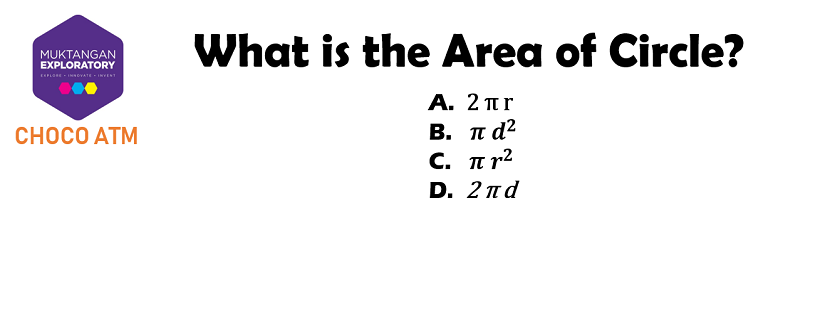 MUKTANGAN
EXPLORATORY
EXPLORE • INNOVATE • INVENT
CHOCO ATM
What is the Area of Circle?
A. 2 π r
B. π d²
C. π r²
D. 2 π d